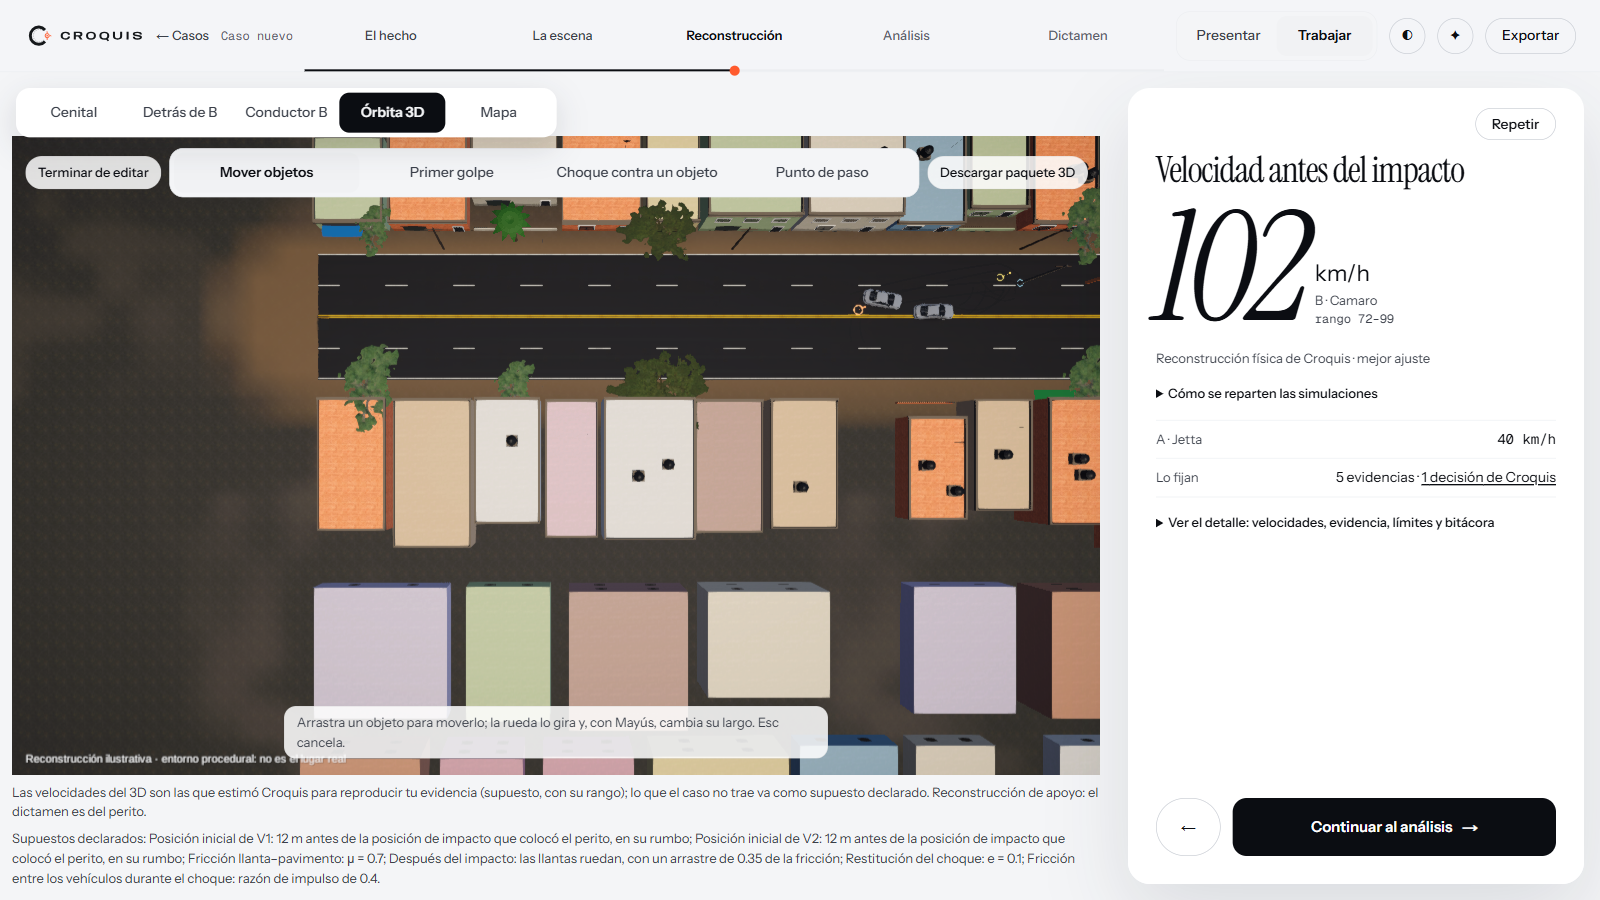 CROQUIS ← Casos Caso nuevo El hecho La escena Reconstrucción Análisis Dictamen Presentar Trabajar Exportar
Cenital Detrás de B Conductor B Órbita 3D Mapa
Terminar de editar Mover objetos Primer golpe Choque contra un objeto Punto de paso Descargar paquete 3D
Arrastra un objeto para moverlo; la rueda lo gira y, con Mayús, cambia su largo. Esc
cancela.
Reconstrucción ilustrativa - entorno procedural: no es el lugar real
Las velocidades del 3D son las que estimó Croquis para reproducir tu evidencia (supuesto, con su rango); lo que el caso no trae va como supuesto declarado. Reconstrucción de apoyo: el
dictamen es del perito.
Supuestos declarados: Posición inicial de V1: 12 m antes de la posición de impacto que colocó el perito, en su rumbo; Posición inicial de V2: 12 m antes de la posición de impacto que
colocó el perito, en su rumbo; Fricción llanta-pavimento: μ = 0.7; Después del impacto: las llantas ruedan, con un arrastre de 0.35 de la fricción; Restitución del choque: e = 0.1; Fricción
entre los vehículos durante el choque: razón de impulso de 0.4.
Repetir
Velocidad antes del impacto
102 km/h
B · Camaro
rango 72–99
Reconstrucción física de Croquis · mejor ajuste
▶ Cómo se reparten las simulaciones
A · Jetta 40 km/h
Lo fijan 5 evidencias · 1 decisión de Croquis
▶ Ver el detalle: velocidades, evidencia, límites y bitácora
← Continuar al análisis →